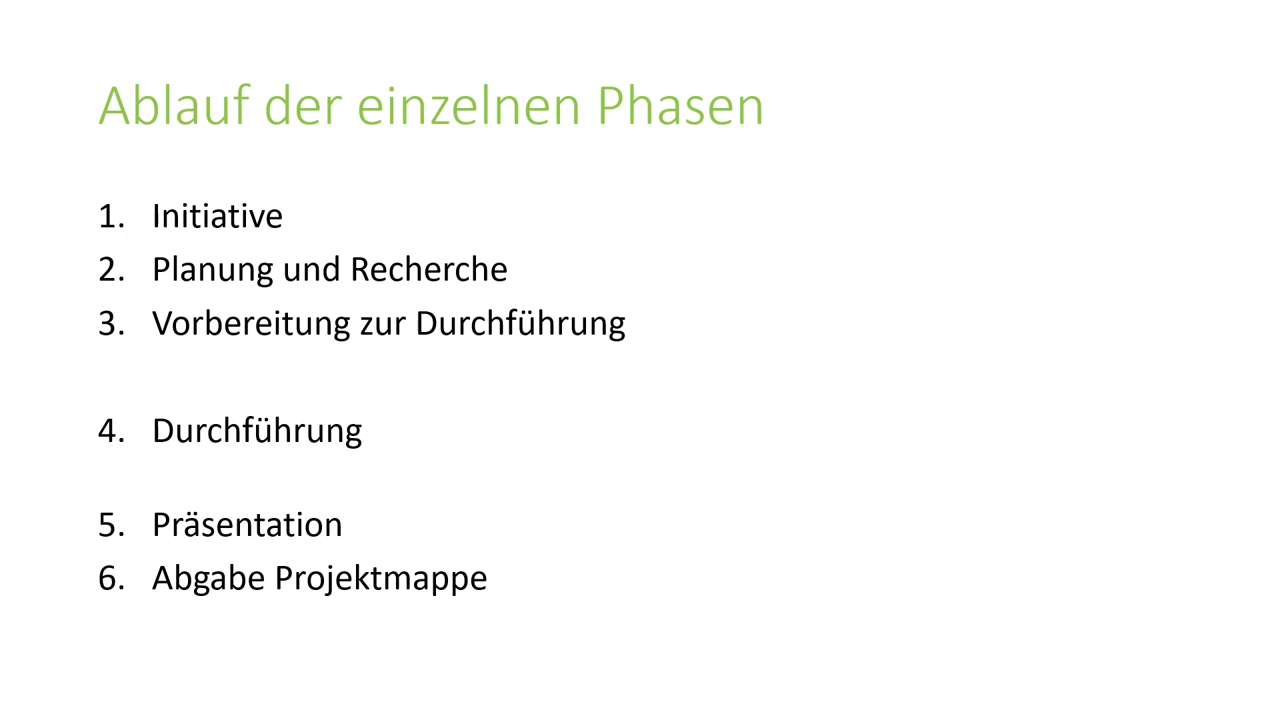 Ablauf der einzelnen Phasen
1. Initiative
2. Planung und Recherche
3. Vorbereitung zur Durchführung
4. Durchführung
5. Präsentation
6. Abgabe Projektmappe